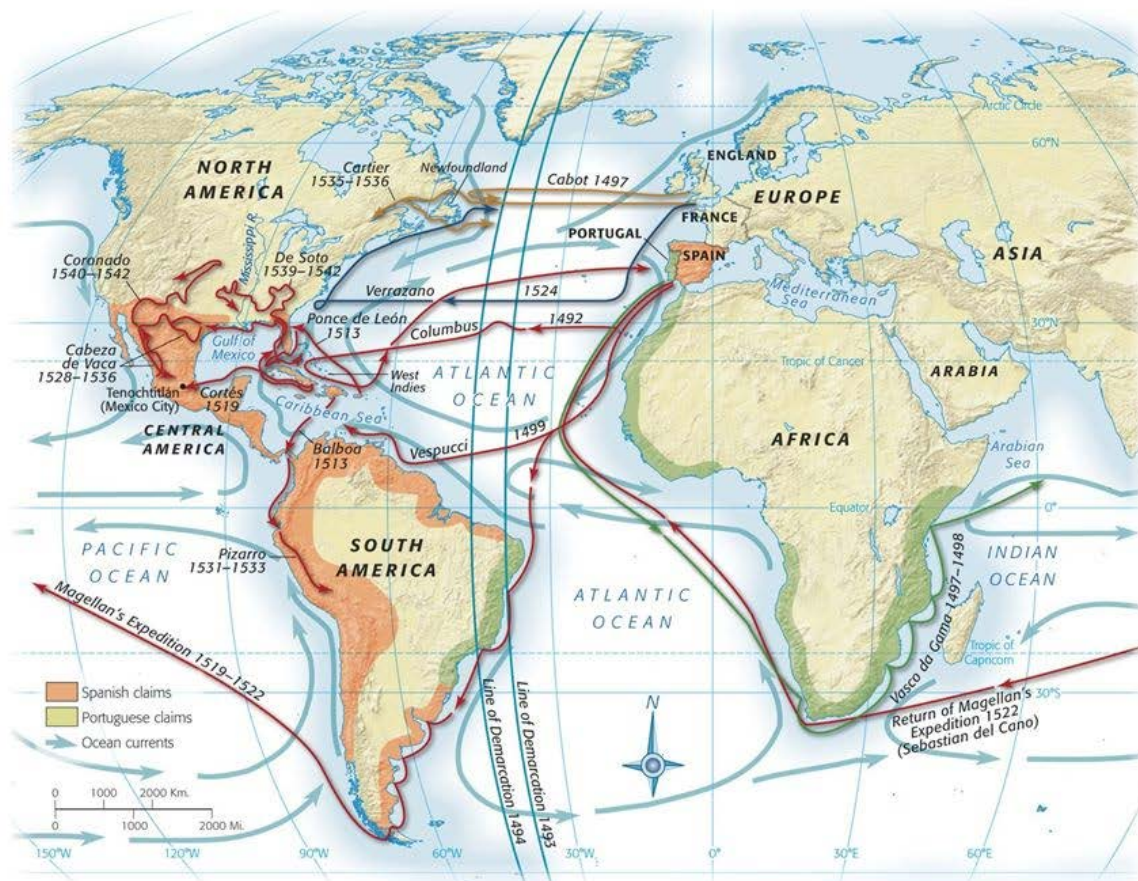 Arctic Circle
60°N
NORTH
AMERICA
Cartier
1535–1536
Newfoundland
Cabot 1497
ENGLAND
EUROPE
FRANCE
PORTUGAL
SPAIN
ASIA
Mississippi R.
Coronado
1540–1542
De Soto
1539–1542
Verrazano
1524
Mediterranean
Sea
Ponce de León
1513
Columbus
1492
30°N
Gulf of
Mexico
Cabeza
de Vaca
1528–1536
West
Indies
ATLANTIC
OCEAN
Tropic of Cancer
ARABIA
Tenochtitlán
(Mexico City)
Cortés
1519
Caribbean Sea
CENTRAL
AMERICA
Balboa
1513
Vespucci
1499
AFRICA
Arabian
Sea
Equator
0°
PACIFIC
OCEAN
Pizarro
1531–1533
SOUTH
AMERICA
ATLANTIC
OCEAN
INDIAN
OCEAN
Magellan's Expedition 1519–1522
Vasco da Gama 1497–1498
Tropic of
Capricorn
30°S
Line of Demarcation 1494
Line of Demarcation 1493
N
Return of Magellan's
Expedition 1522
(Sebastian del Cano)
Spanish claims
Portuguese claims
Ocean currents
0 1000 2000 Km.
0 1000 2000 Mi.
150°W
120°W
90°W
60°W
30°W
0°
30°E
60°E